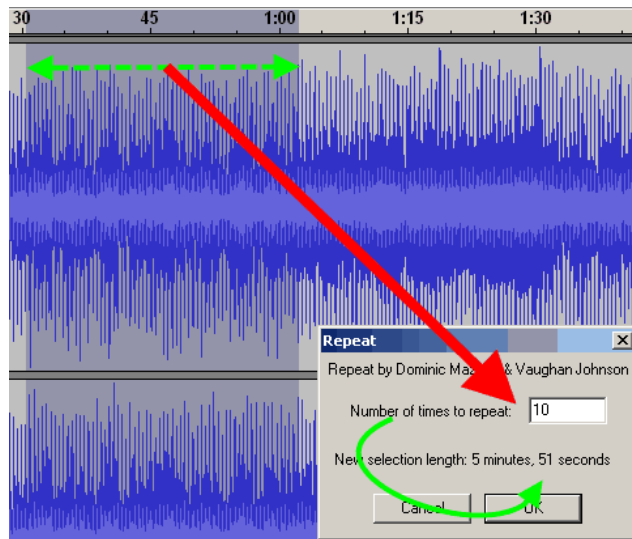 30 45 1:00 1:15 1:30
Repeat
Repeat by Dominic & Vaughan Johnson
Number of times to repeat: 10
New selection length: 5 minutes, 51 seconds
Cancel OK